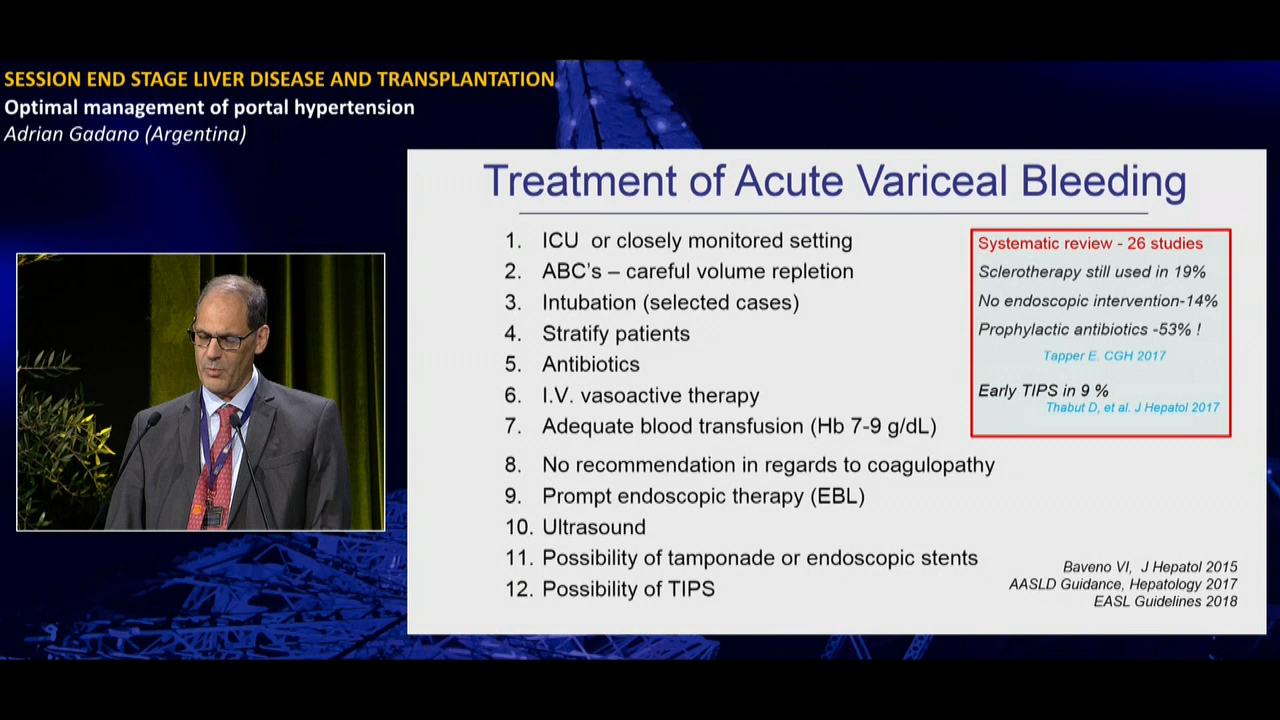 SESSION END STAGE LIVER DISEASE AND TRANSPLANTATION
Optimal management of portal hypertension
Adrian Gadano (Argentina)
Treatment of Acute Variceal Bleeding
1. ICU or closely monitored setting
2. ABC's – careful volume repletion
3. Intubation (selected cases)
4. Stratify patients
5. Antibiotics
6. I.V. vasoactive therapy
7. Adequate blood transfusion (Hb 7-9 g/dL)
8. No recommendation in regards to coagulopathy
9. Prompt endoscopic therapy (EBL)
10. Ultrasound
11. Possibility of tamponade or endoscopic stents
12. Possibility of TIPS
Systematic review - 26 studies
Sclerotherapy still used in 19%
No endoscopic intervention-14%
Prophylactic antibiotics -53% !
Tapper E. CGH 2017
Early TIPS in 9 %
Thabut D, et al. J Hepatol 2017
Baveno VI, J Hepatol 2015
AASLD Guidance, Hepatology 2017
EASL Guidelines 2018